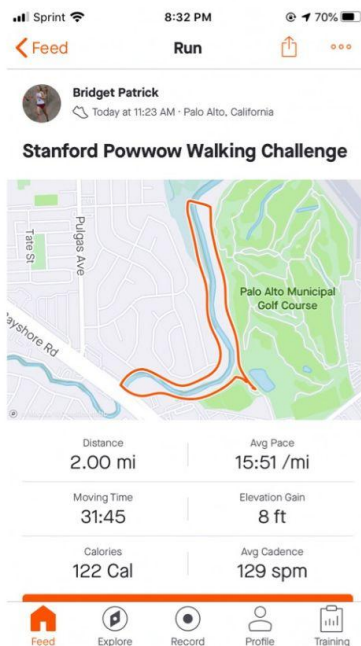 Sprint
8:32 PM
70%
Feed
Run
Bridget Patrick
Today at 11:23 AM · Palo Alto, California
Stanford Powwow Walking Challenge
Tate St
Pulgas Ave
Palo Alto Municipal
Golf Course
ayshore Rd
Distance
Avg Pace
2.00 mi
15:51 /mi
Moving Time
Elevation Gain
31:45
8 ft
Calories
Avg Cadence
122 Cal
129 spm
Feed
Explore
Record
Profile
Training